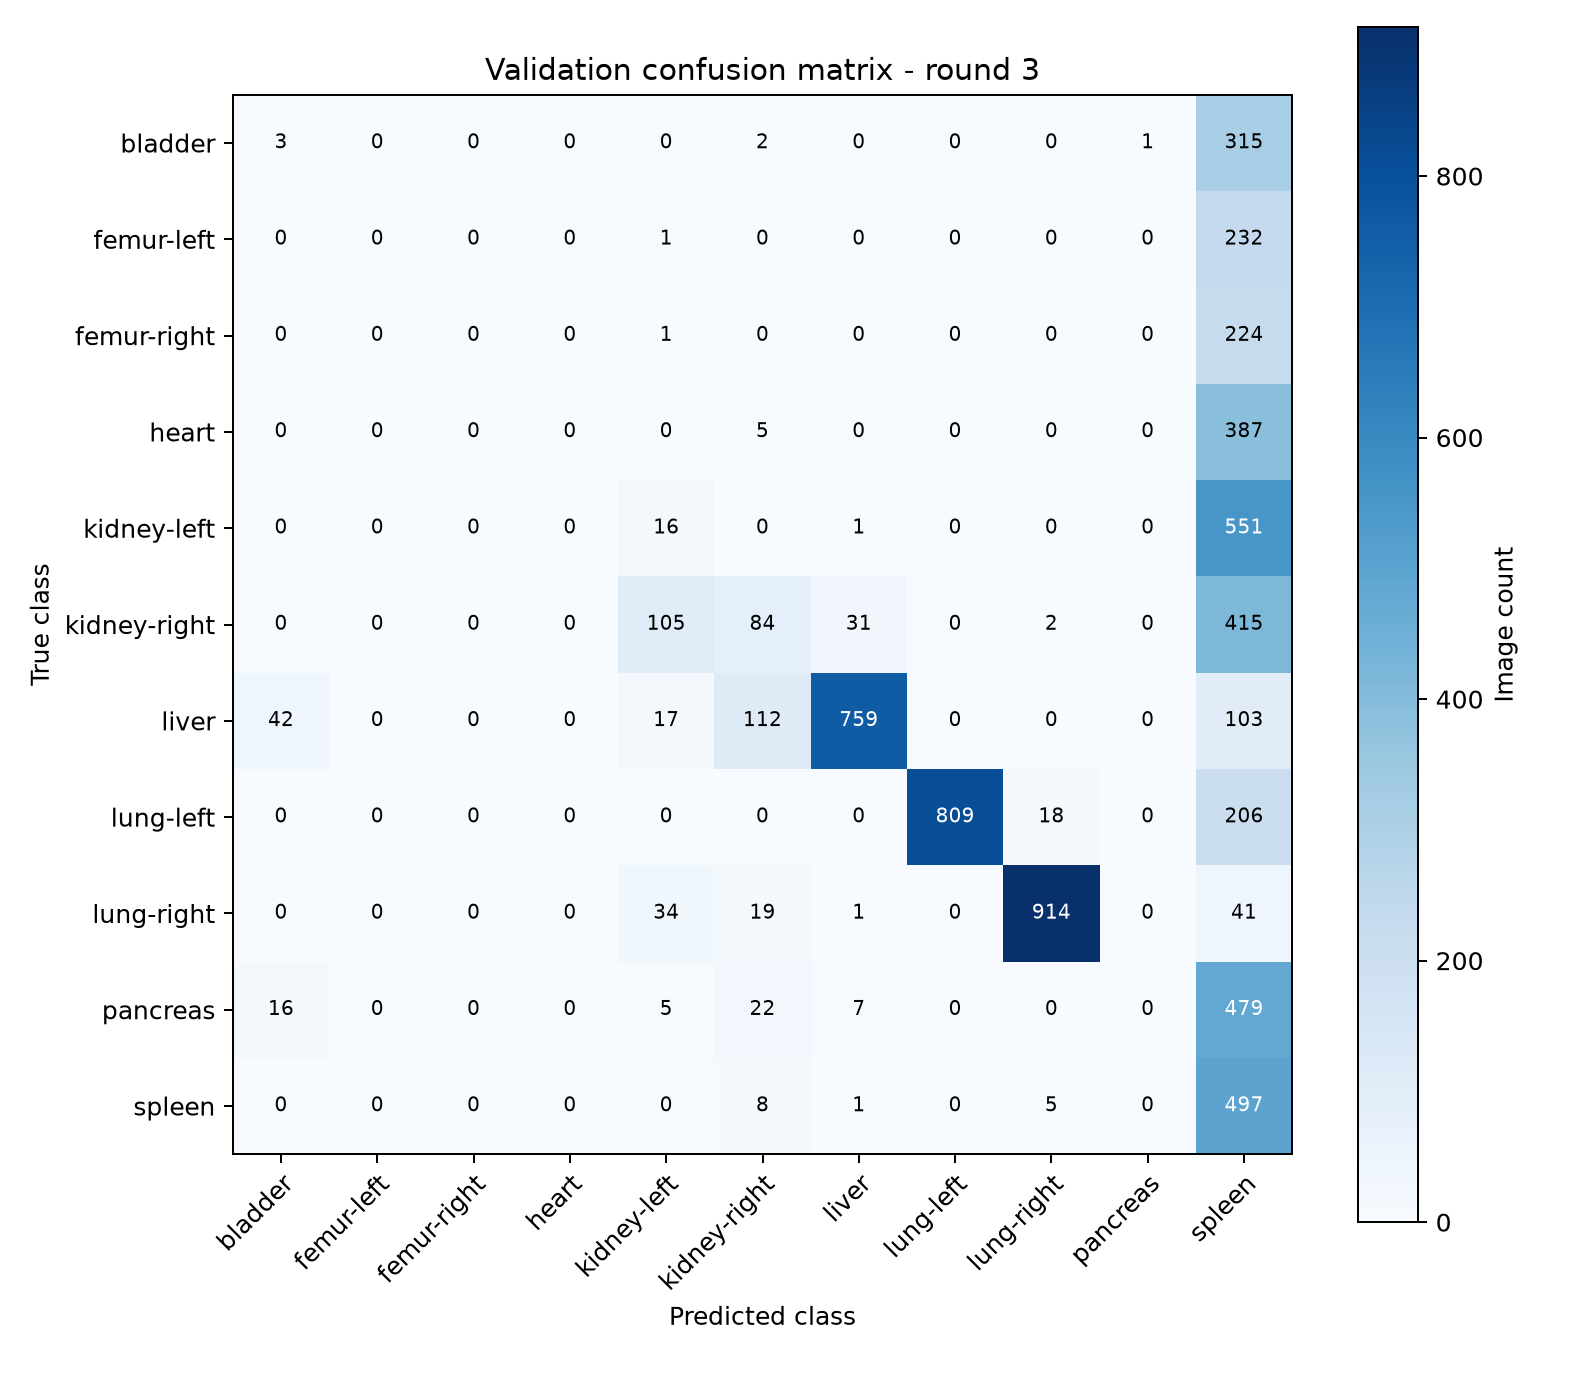 Validation confusion matrix - round 3
bladder 3 0 0 0 0 2 0 0 0 1 315
femur-left 0 0 0 0 1 0 0 0 0 0 232
femur-right 0 0 0 0 1 0 0 0 0 0 224
heart 0 0 0 0 0 5 0 0 0 0 387
kidney-left 0 0 0 0 16 0 1 0 0 0 551
kidney-right 0 0 0 0 105 84 31 0 2 0 415
liver 42 0 0 0 17 112 759 0 0 0 103
lung-left 0 0 0 0 0 0 0 809 18 0 206
lung-right 0 0 0 0 34 19 1 0 914 0 41
pancreas 16 0 0 0 5 22 7 0 0 0 479
spleen 0 0 0 0 0 8 1 0 5 0 497
bladder femur-left femur-right heart kidney-left kidney-right liver lung-left lung-right pancreas spleen
Predicted class
True class
800
600
400
200
0
Image count